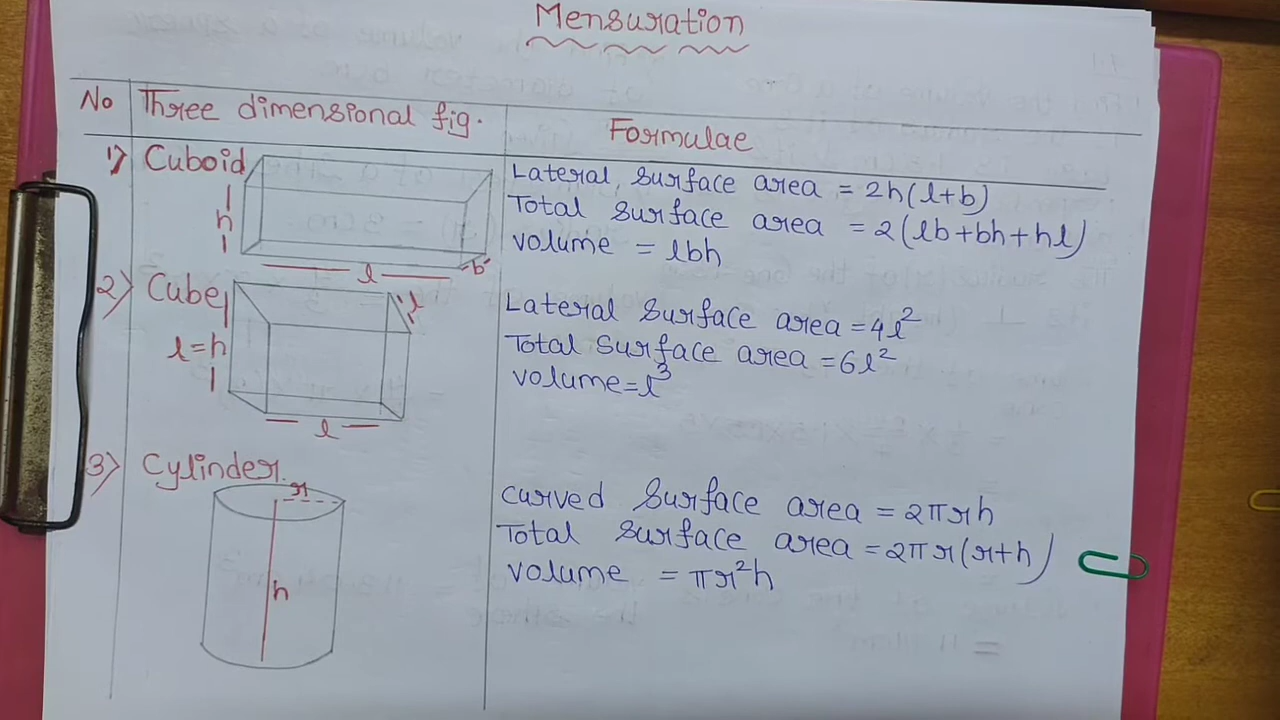 Mensuration
No Three dimensional fig. Formulae
1) Cuboid
h
l
b
Lateral surface area = 2h(l+b)
Total surface area = 2(lb+bh+hl)
volume = lbh
2) Cube
l
l=h
l
Lateral surface area = 4l²
Total surface area = 6l²
volume = l³
3) Cylinder.
r
h
curved surface area = 2πrh
Total surface area = 2πr(r+h)
volume = πr²h